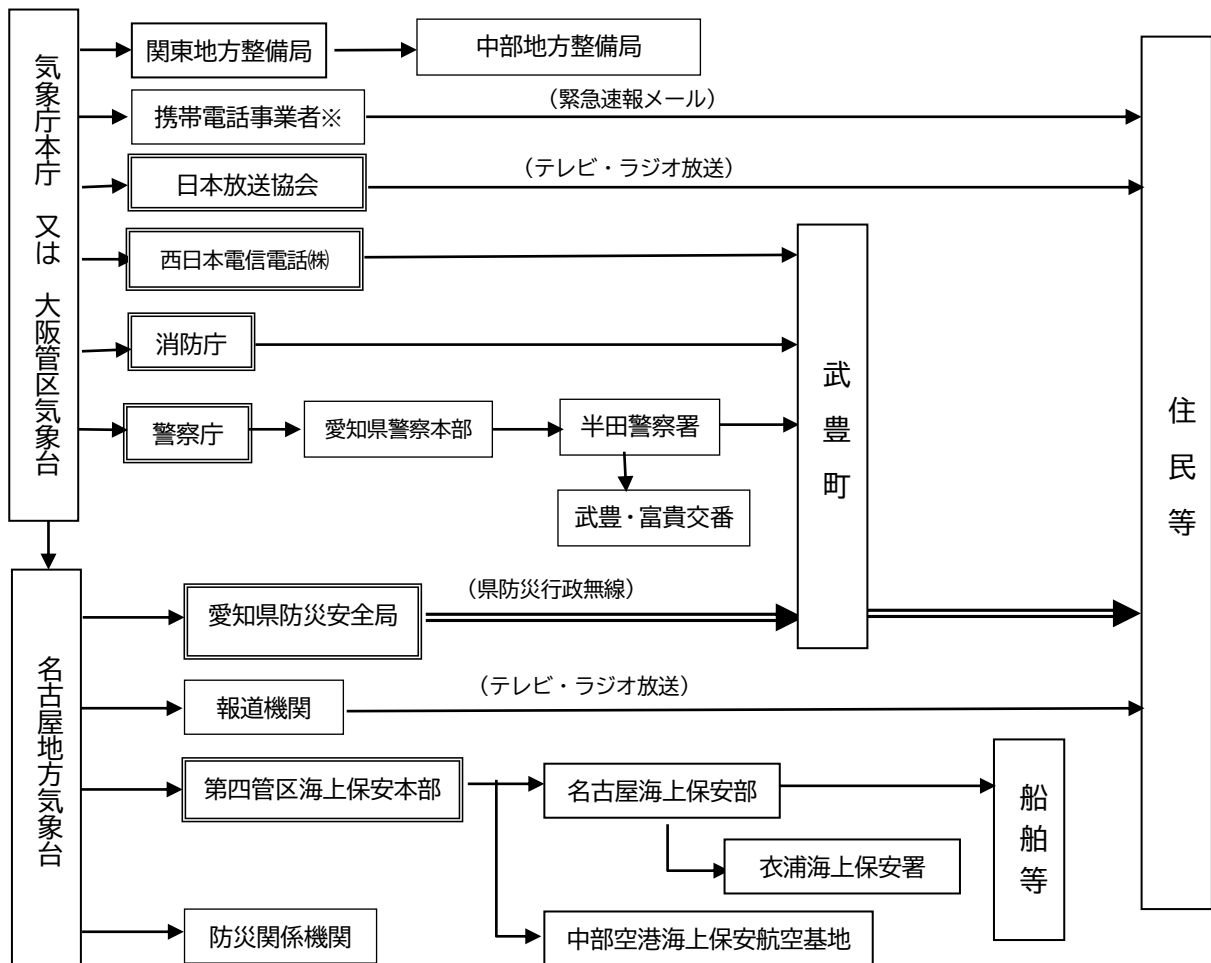 気象庁本庁 又は 大阪管区気象台
関東地方整備局
中部地方整備局
携帯電話事業者※
(緊急速報メール)
日本放送協会
(テレビ・ラジオ放送)
西日本電信電話㈱
消防庁
警察庁
愛知県警察本部
半田警察署
武豊・富貴交番
武豊町
住民等
名古屋地方気象台
愛知県防災安全局
(県防災行政無線)
報道機関
(テレビ・ラジオ放送)
第四管区海上保安本部
名古屋海上保安部
衣浦海上保安署
船舶等
防災関係機関
中部空港海上保安航空基地